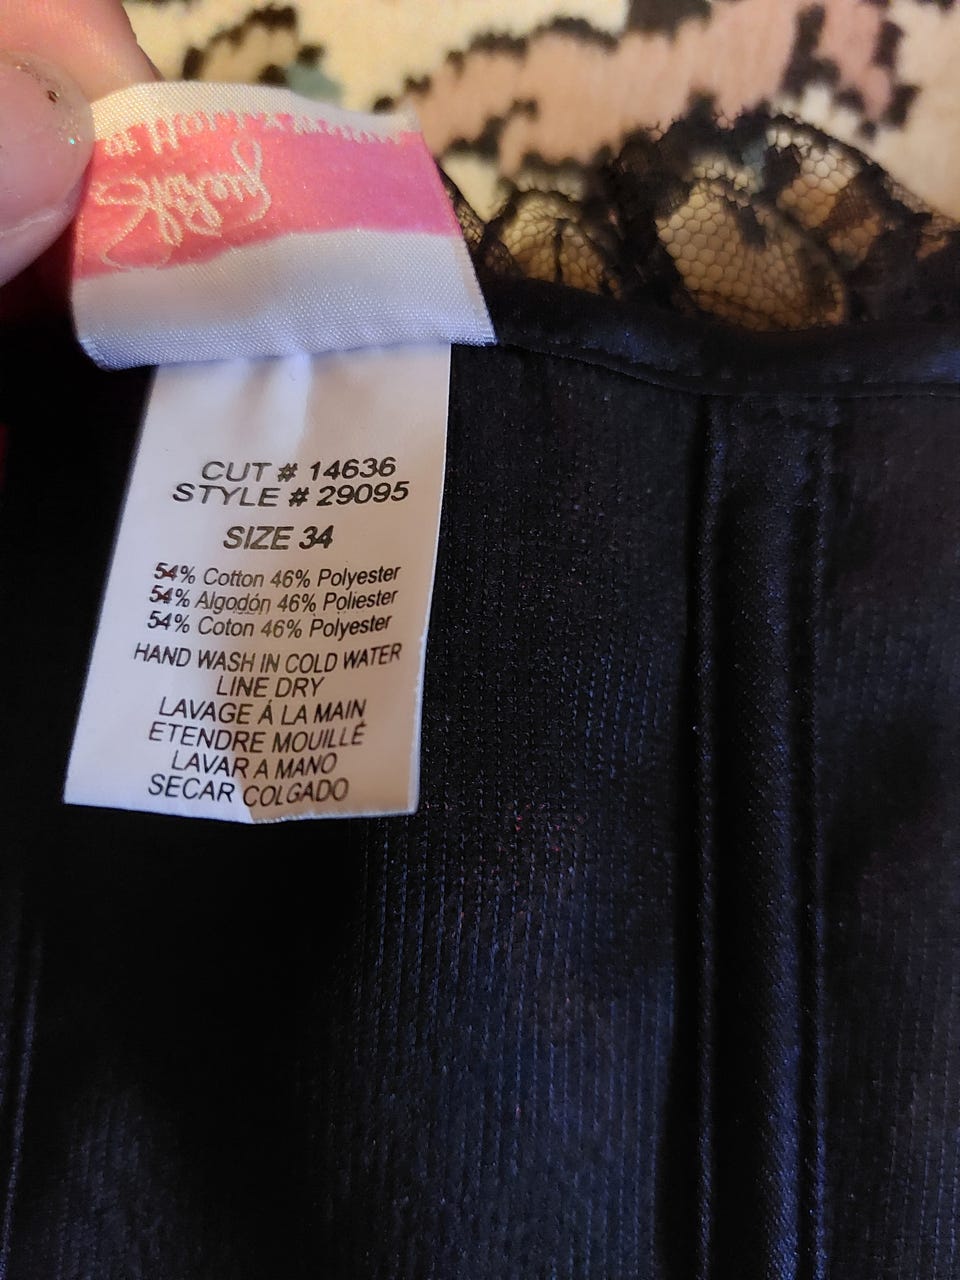 CUT # 14636
STYLE # 29095
SIZE 34
54% Cotton 46% Polyester
54% Algodón 46% Poliester
54% Coton 46% Polyester
HAND WASH IN COLD WATER
LINE DRY
LAVAGE Á LA MAIN
ETENDRE MOUILLÉ
LAVAR A MANO
SECAR COLGADO